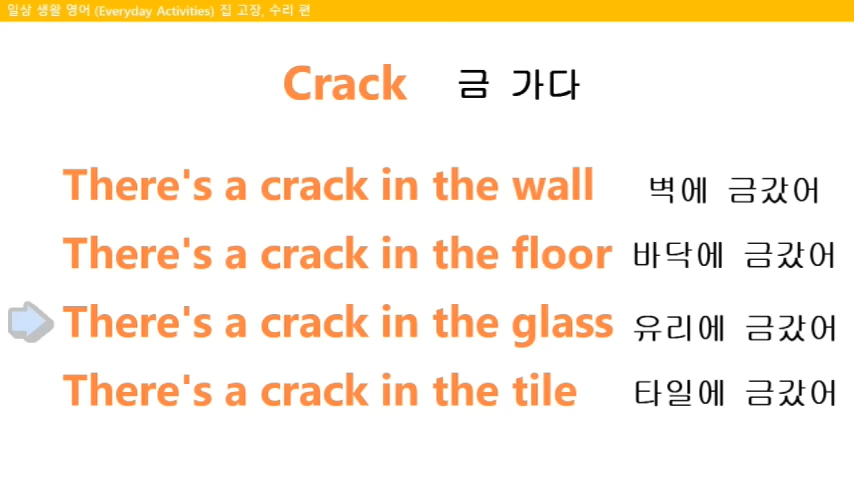 일상 생활 영어 (Everyday Activities) 집 고장, 수리 편
Crack 금 가다
There's a crack in the wall 벽에 금갔어
There's a crack in the floor 바닥에 금갔어
There's a crack in the glass 유리에 금갔어
There's a crack in the tile 타일에 금갔어